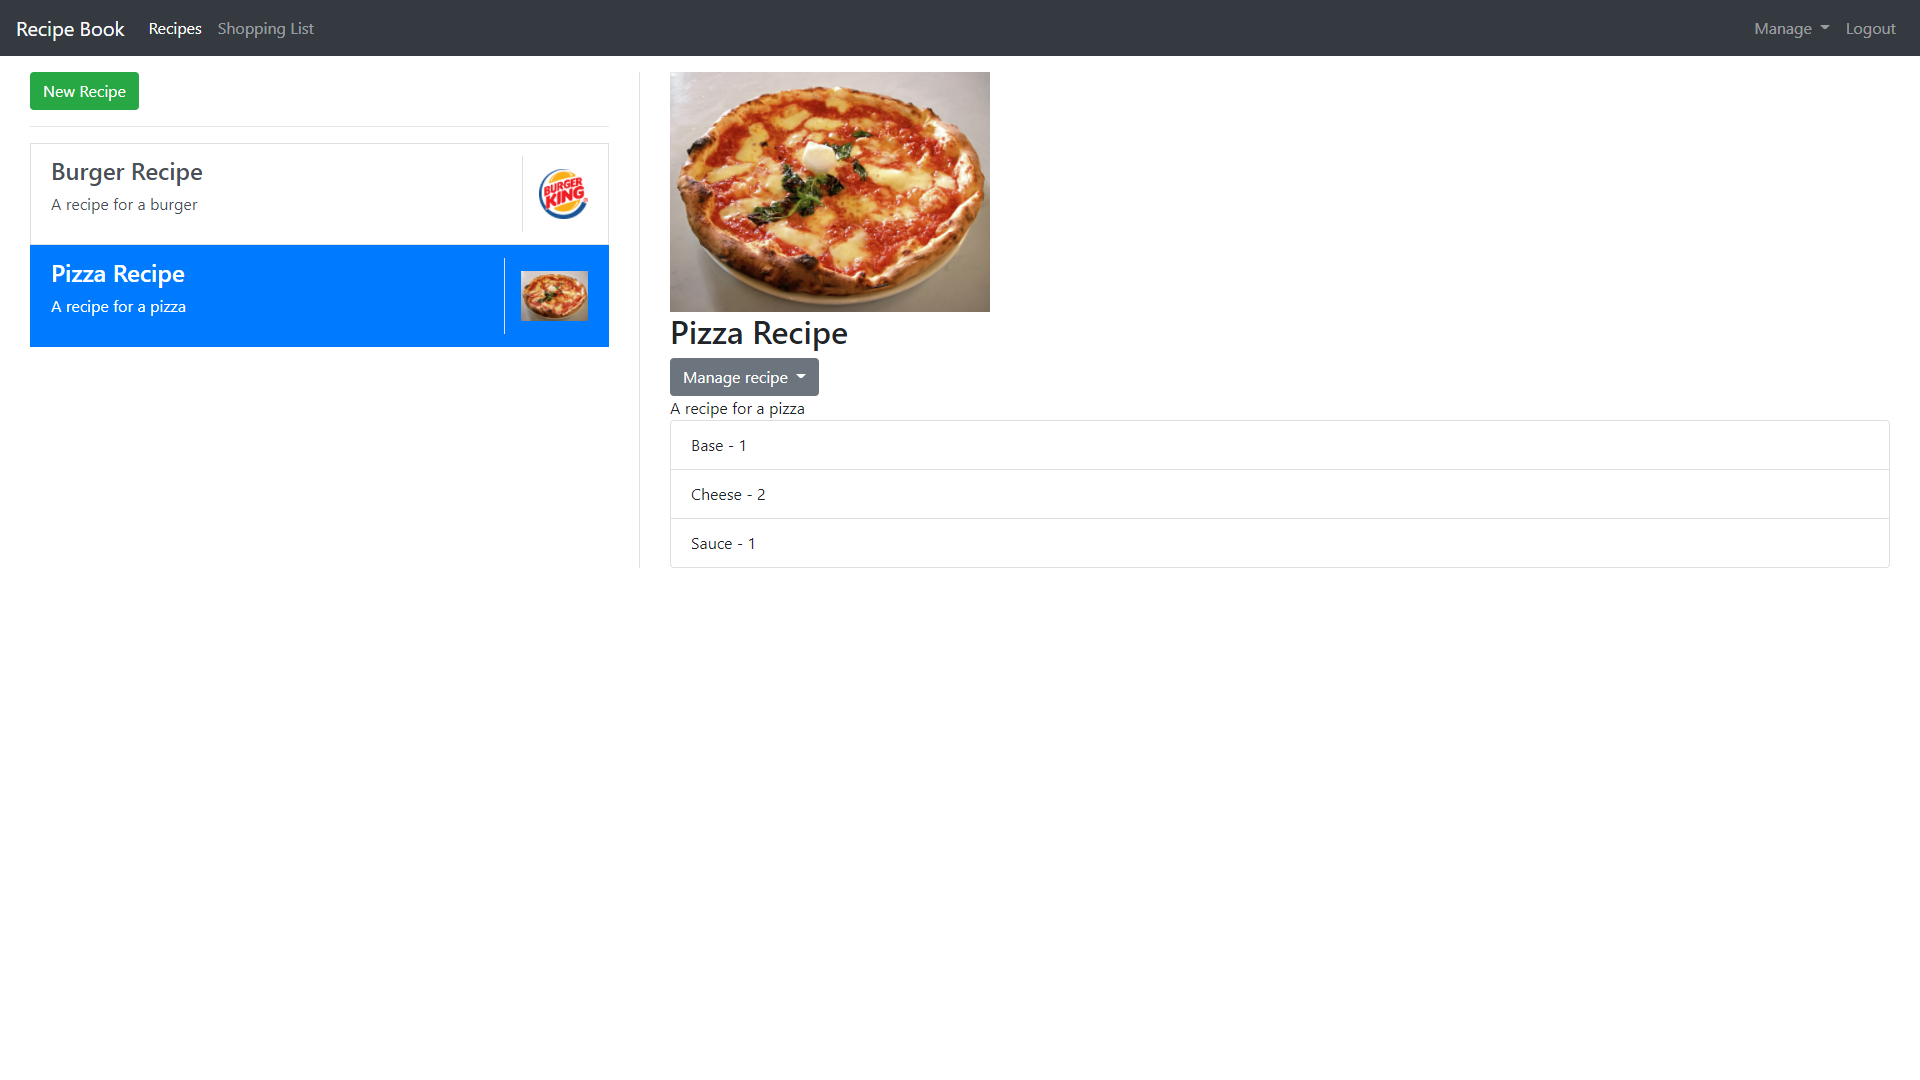 Recipe Book Recipes Shopping List Manage Logout
New Recipe
Burger Recipe
A recipe for a burger
BURGER
KING
Pizza Recipe
A recipe for a pizza
Pizza Recipe
Manage recipe
A recipe for a pizza
Base - 1
Cheese - 2
Sauce - 1